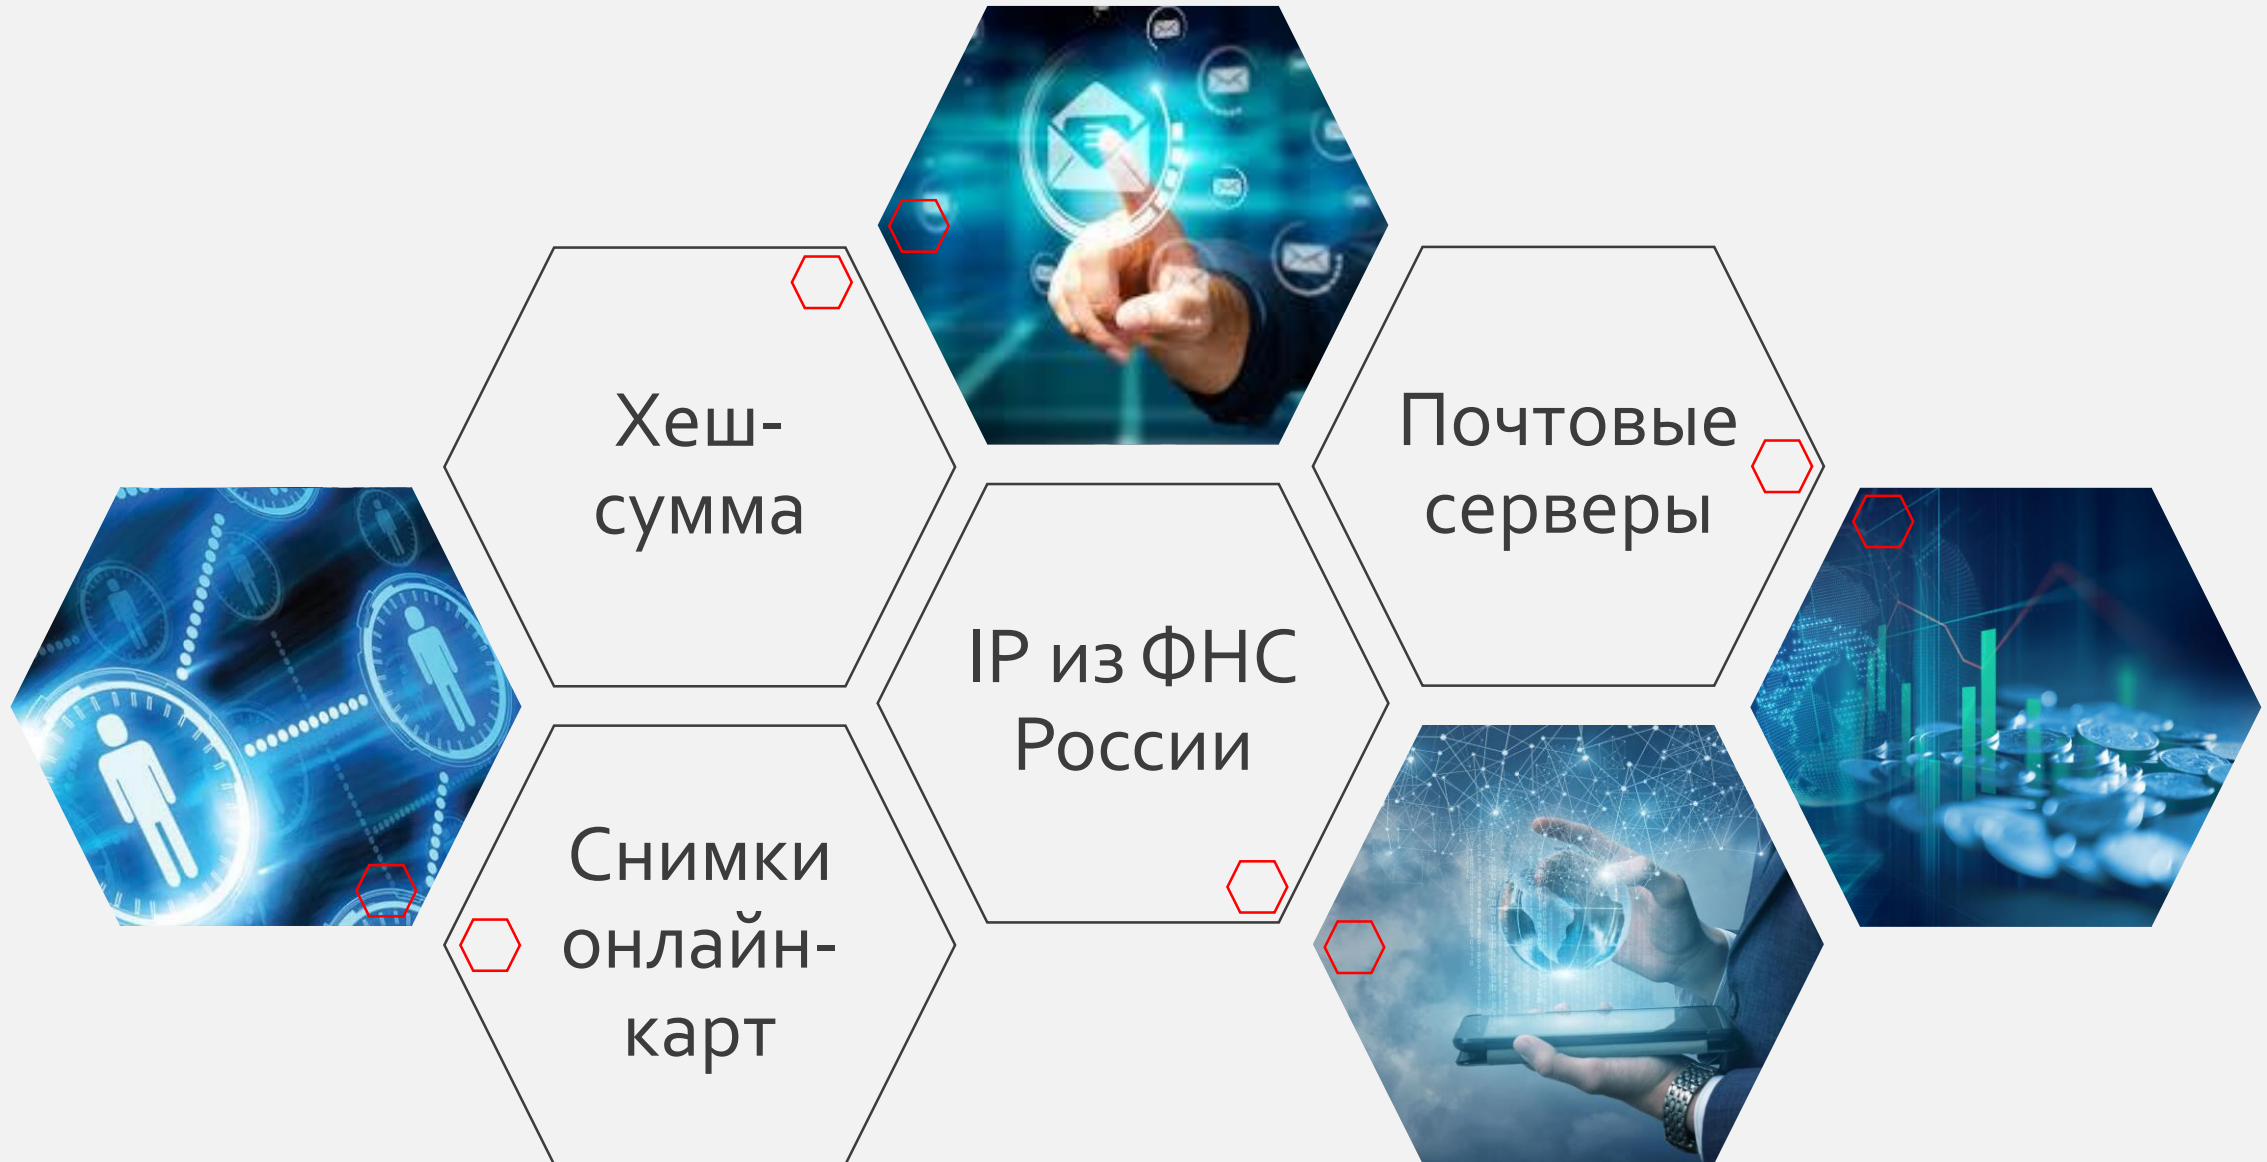 Хеш-
сумма
Почтовые
серверы
IP из ФНС
России
Снимки
онлайн-
карт